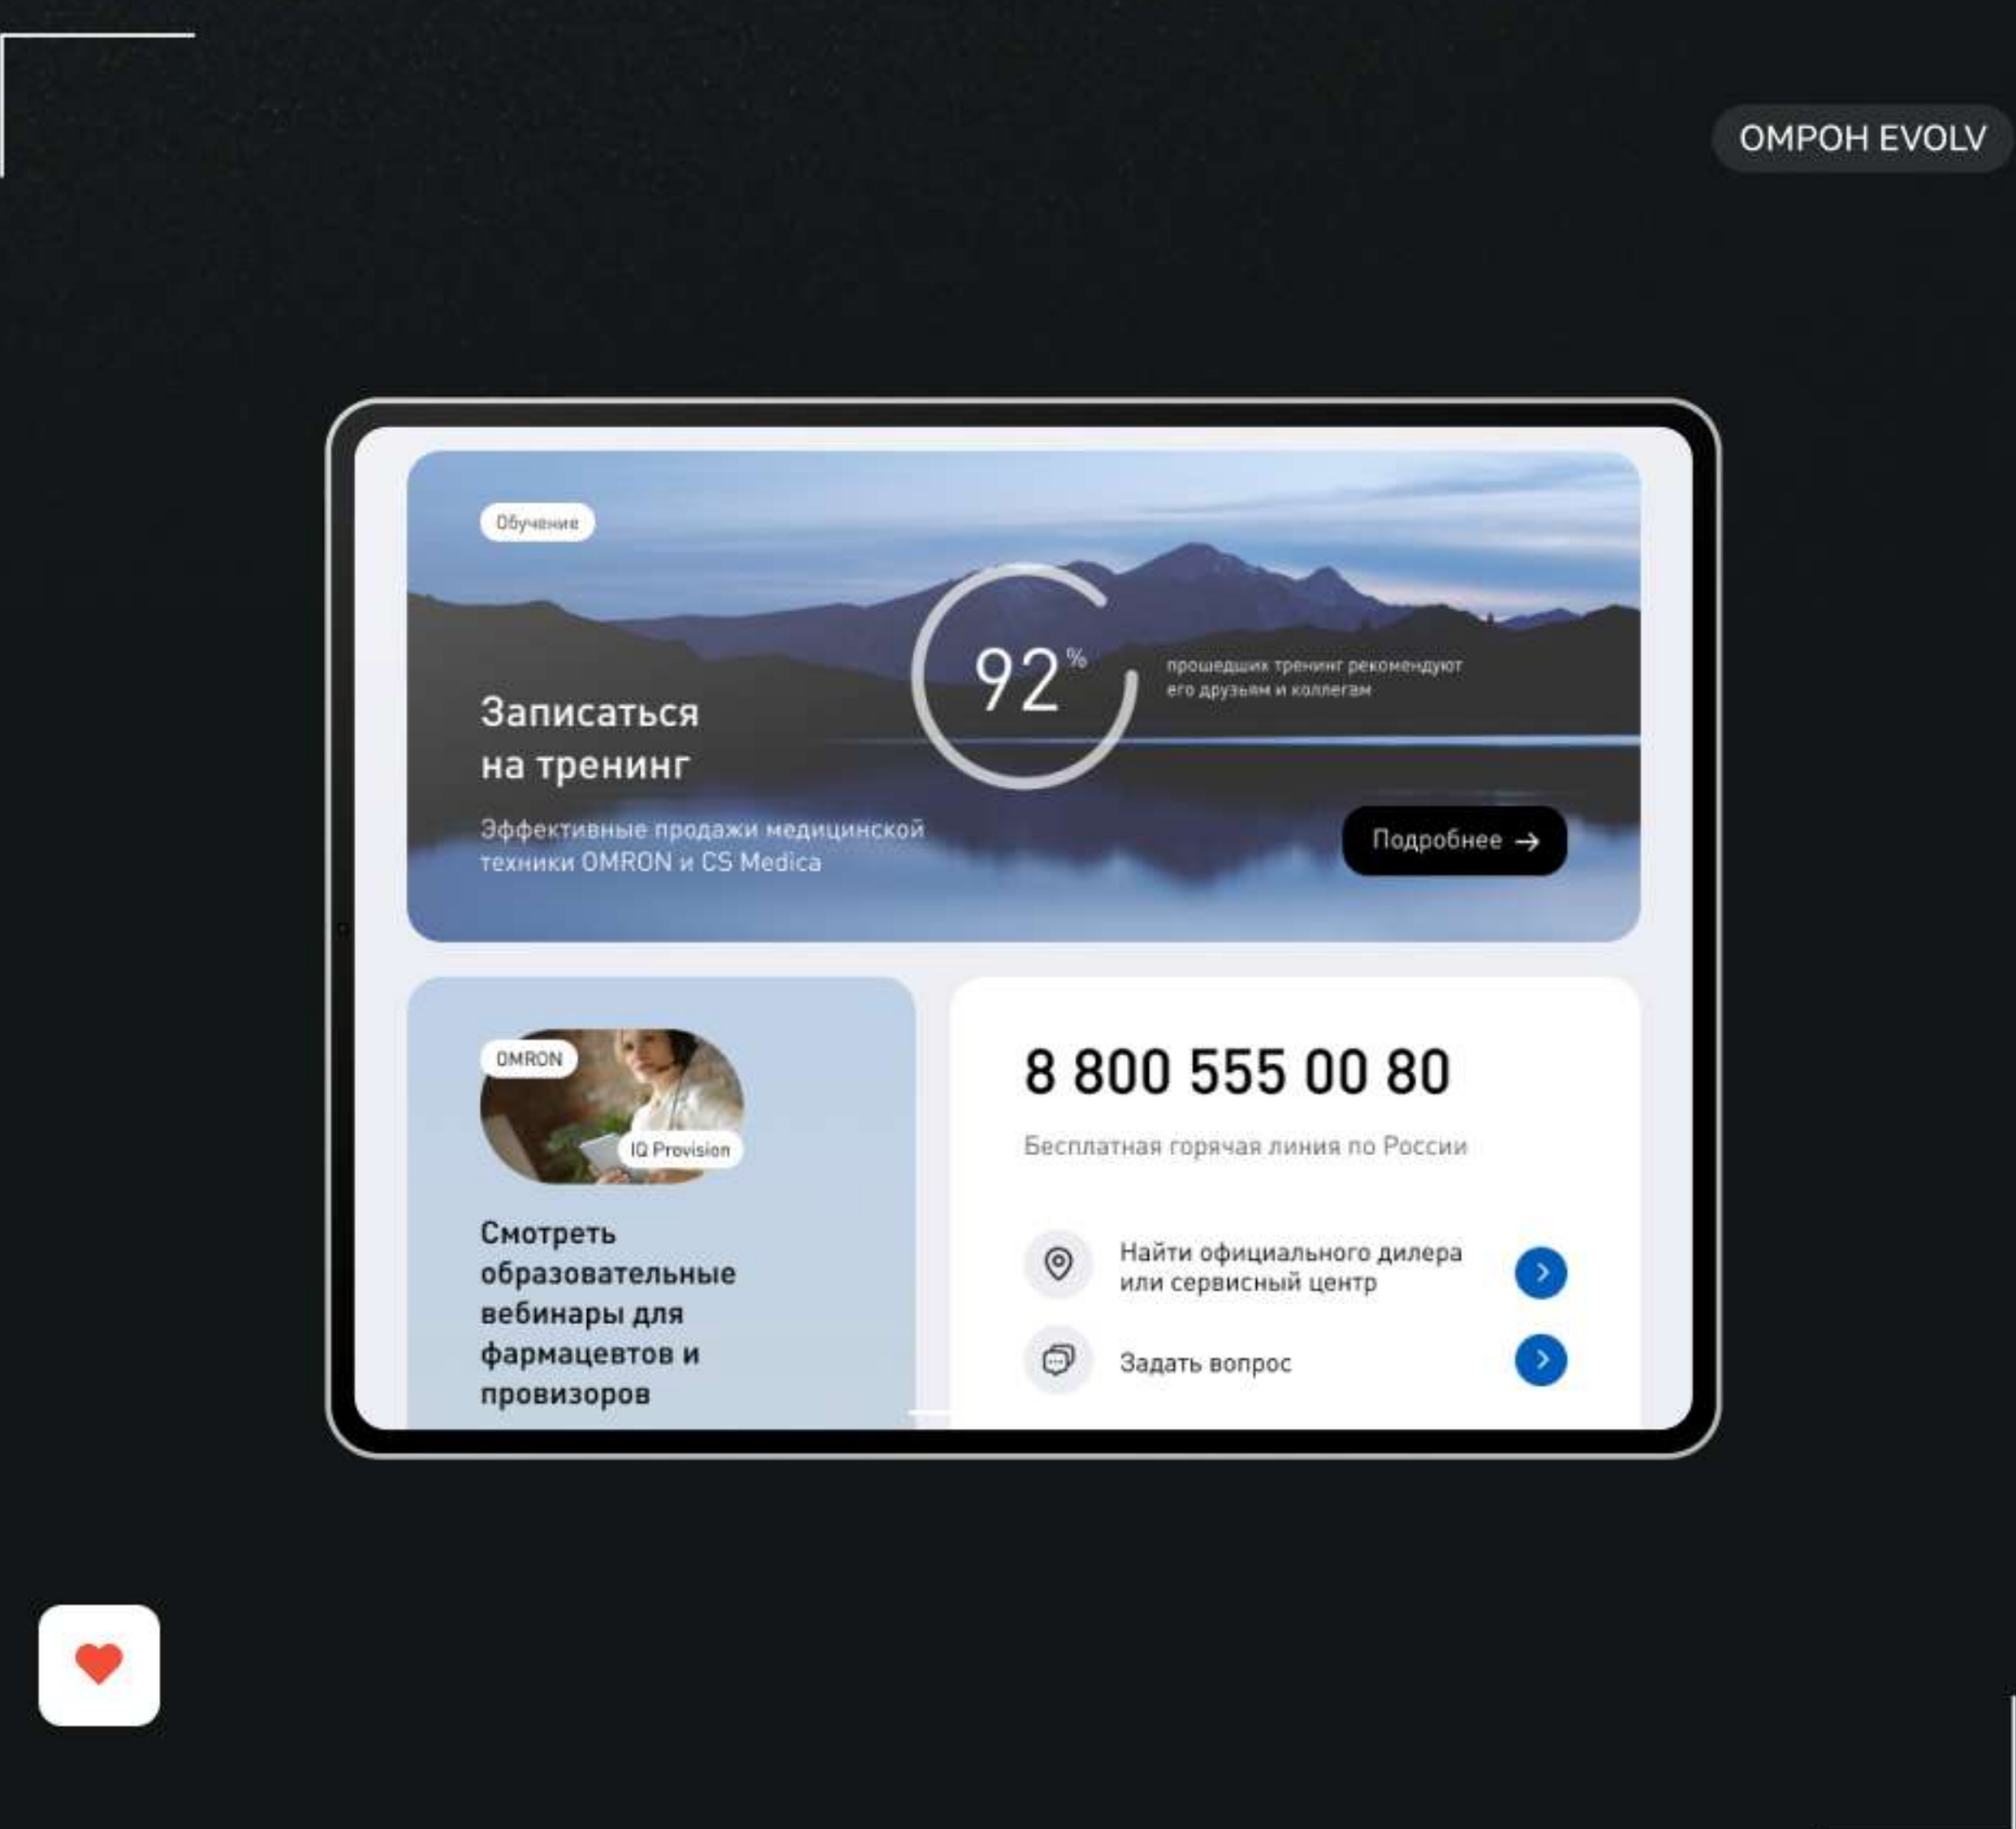 ОМРОН EVOLV
Обучение
92%
прошедших тренинг рекомендуют
его друзьям и коллегам
Записаться
на тренинг
Эффективные продажи медицинской
техники OMRON и CS Medica
Подробнее →
OMRON
IQ Provision
Смотреть
образовательные
вебинары для
фармацевтов и
провизоров
8 800 555 00 80
Бесплатная горячая линия по России
Найти официального дилера
или сервисный центр
Задать вопрос